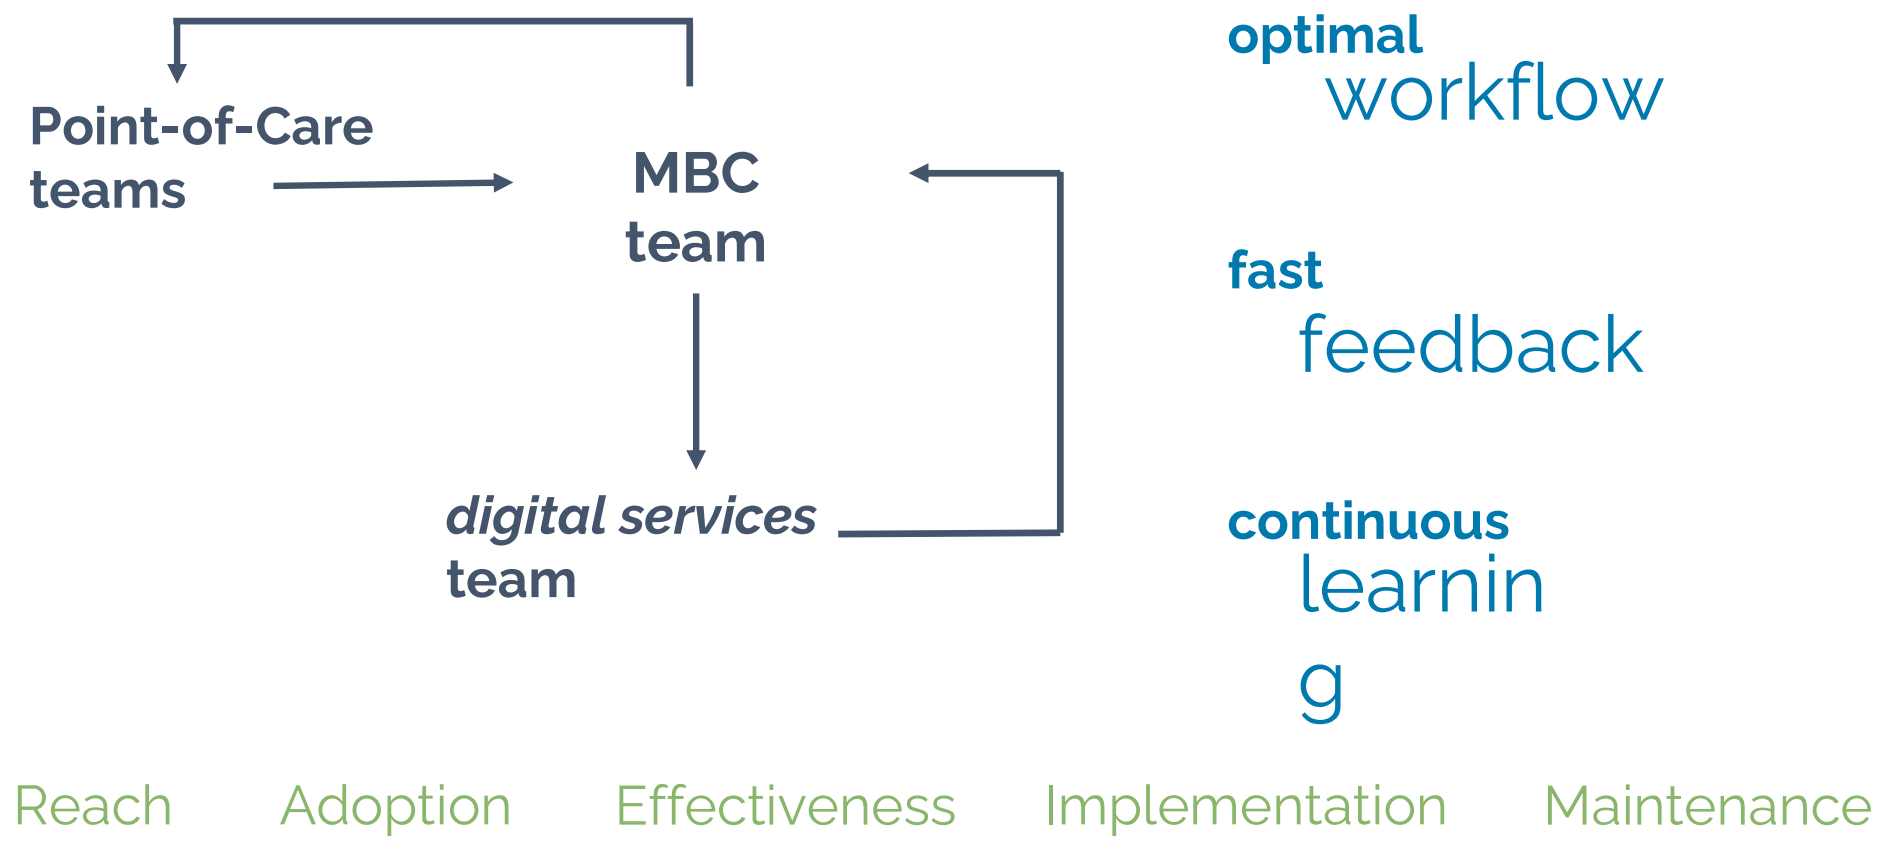 Point-of-Care
teams
MBC
team
digital services
team
optimal
workflow
fast
feedback
continuous
learnin
g
Reach Adoption Effectiveness Implementation Maintenance